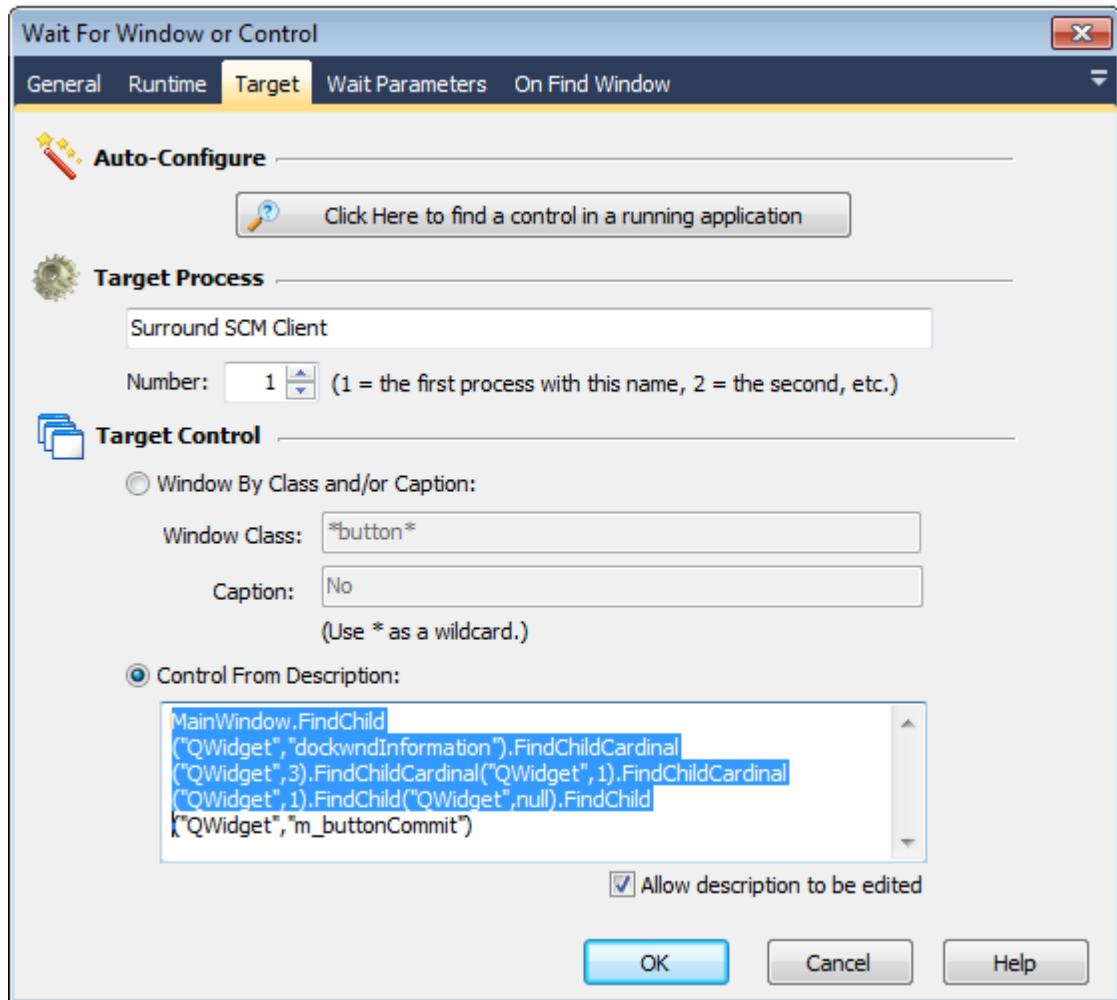 Wait For Window or Control
General Runtime Target Wait Parameters On Find Window
Auto-Configure
Click Here to find a control in a running application
Target Process
Surround SCM Client
Number: 1 (1 = the first process with this name, 2 = the second, etc.)
Target Control
Window By Class and/or Caption:
Window Class: *button*
Caption: No
(Use * as a wildcard.)
Control From Description:
MainWindow.FindChild
("QWidget","dockwndInformation").FindChildCardinal
("QWidget",3).FindChildCardinal("QWidget",1).FindChildCardinal
("QWidget",1).FindChild("QWidget",null).FindChild
("QWidget","m_buttonCommit")
Allow description to be edited
OK Cancel Help